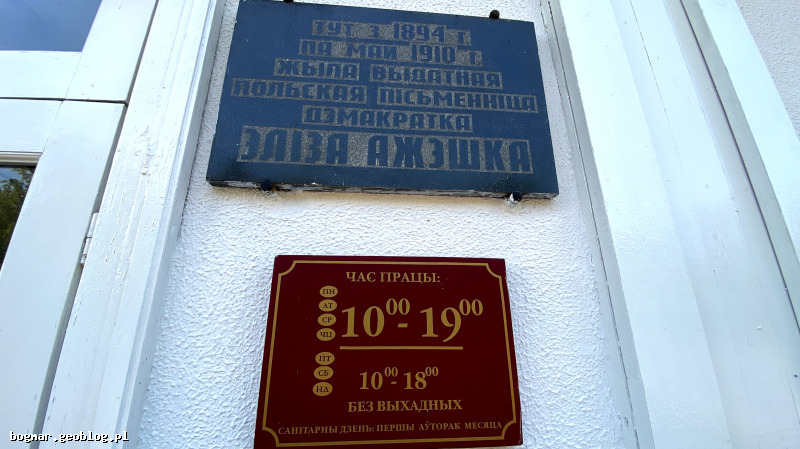 ТУТ З 1894 Г.
ПА МАЙ 1910 Г.
ЖЫЛА ВЫДАТНАЯ
ПОЛЬСКАЯ ПІСЬМЕННІЦА
ДЭМАКРАТКА
ЭЛІЗА АЖЭШКА
ЧАС ПРАЦЫ:
ПН
АТ
СР
ЧЦ
10⁰⁰-19⁰⁰
ПТ
СБ
НД
10⁰⁰-18⁰⁰
БЕЗ ВЫХАДНЫХ
САНІТАРНЫ ДЗЕНЬ: ПЕРШЫ АЎТОРАК МЕСЯЦА
bognar.geoblog.pl